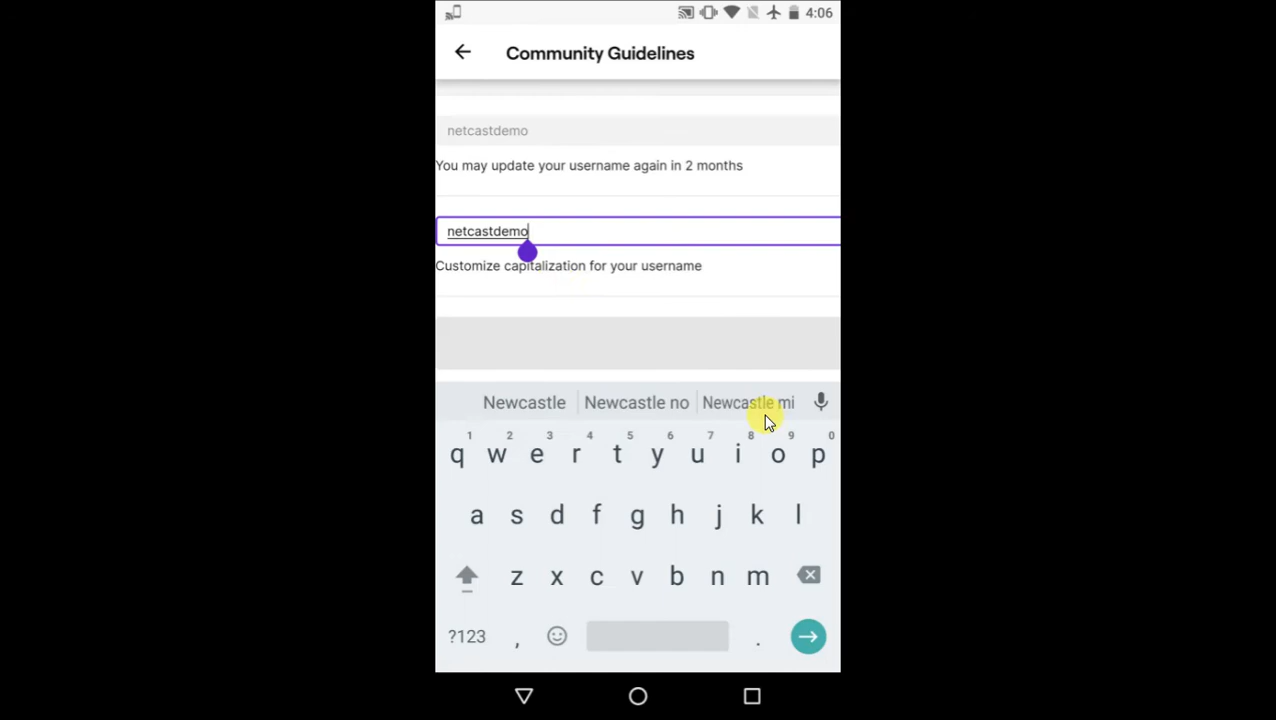 4:06
Community Guidelines
netcastdemo
You may update your username again in 2 months
netcastdemo
Customize capitalization for your username
Newcastle Newcastle no Newcastle mi
1 2 3 4 5 6 7 8 9 0
q w e r t y u i o p
a s d f g h j k l
z x c v b n m
?123 , .